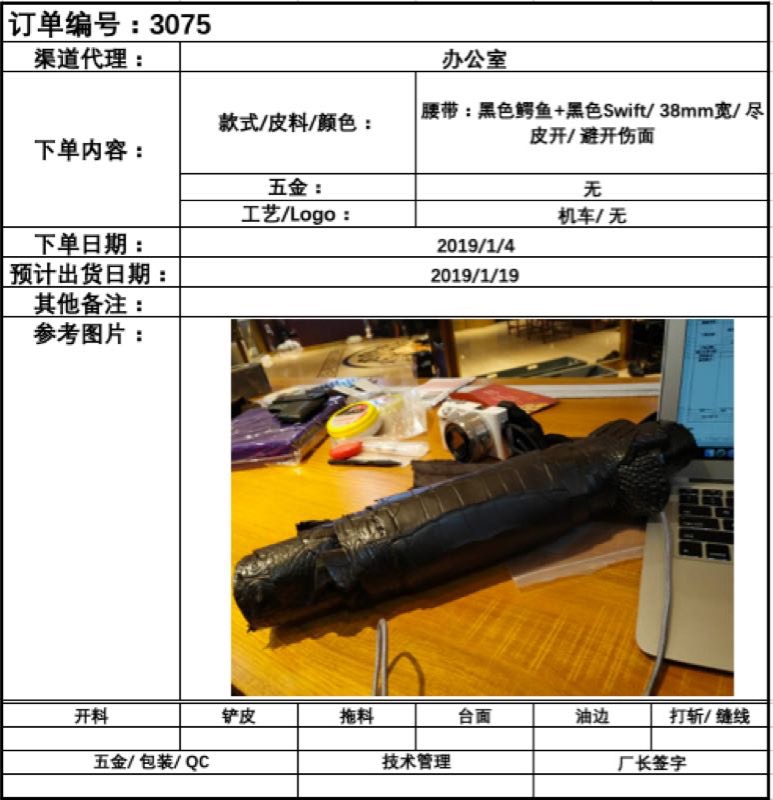 订单编号：3075
渠道代理：
办公室
下单内容：
款式/皮料/颜色：
腰带：黑色鳄鱼+黑色Swift/ 38mm宽/ 尽
皮开/ 避开伤面
五金：
无
工艺/Logo：
机车/ 无
下单日期：
2019/1/4
预计出货日期：
2019/1/19
其他备注：
参考图片：
开料
铲皮
拖料
台面
油边
打斩/ 缝线
五金/ 包装/ QC
技术管理
厂长签字